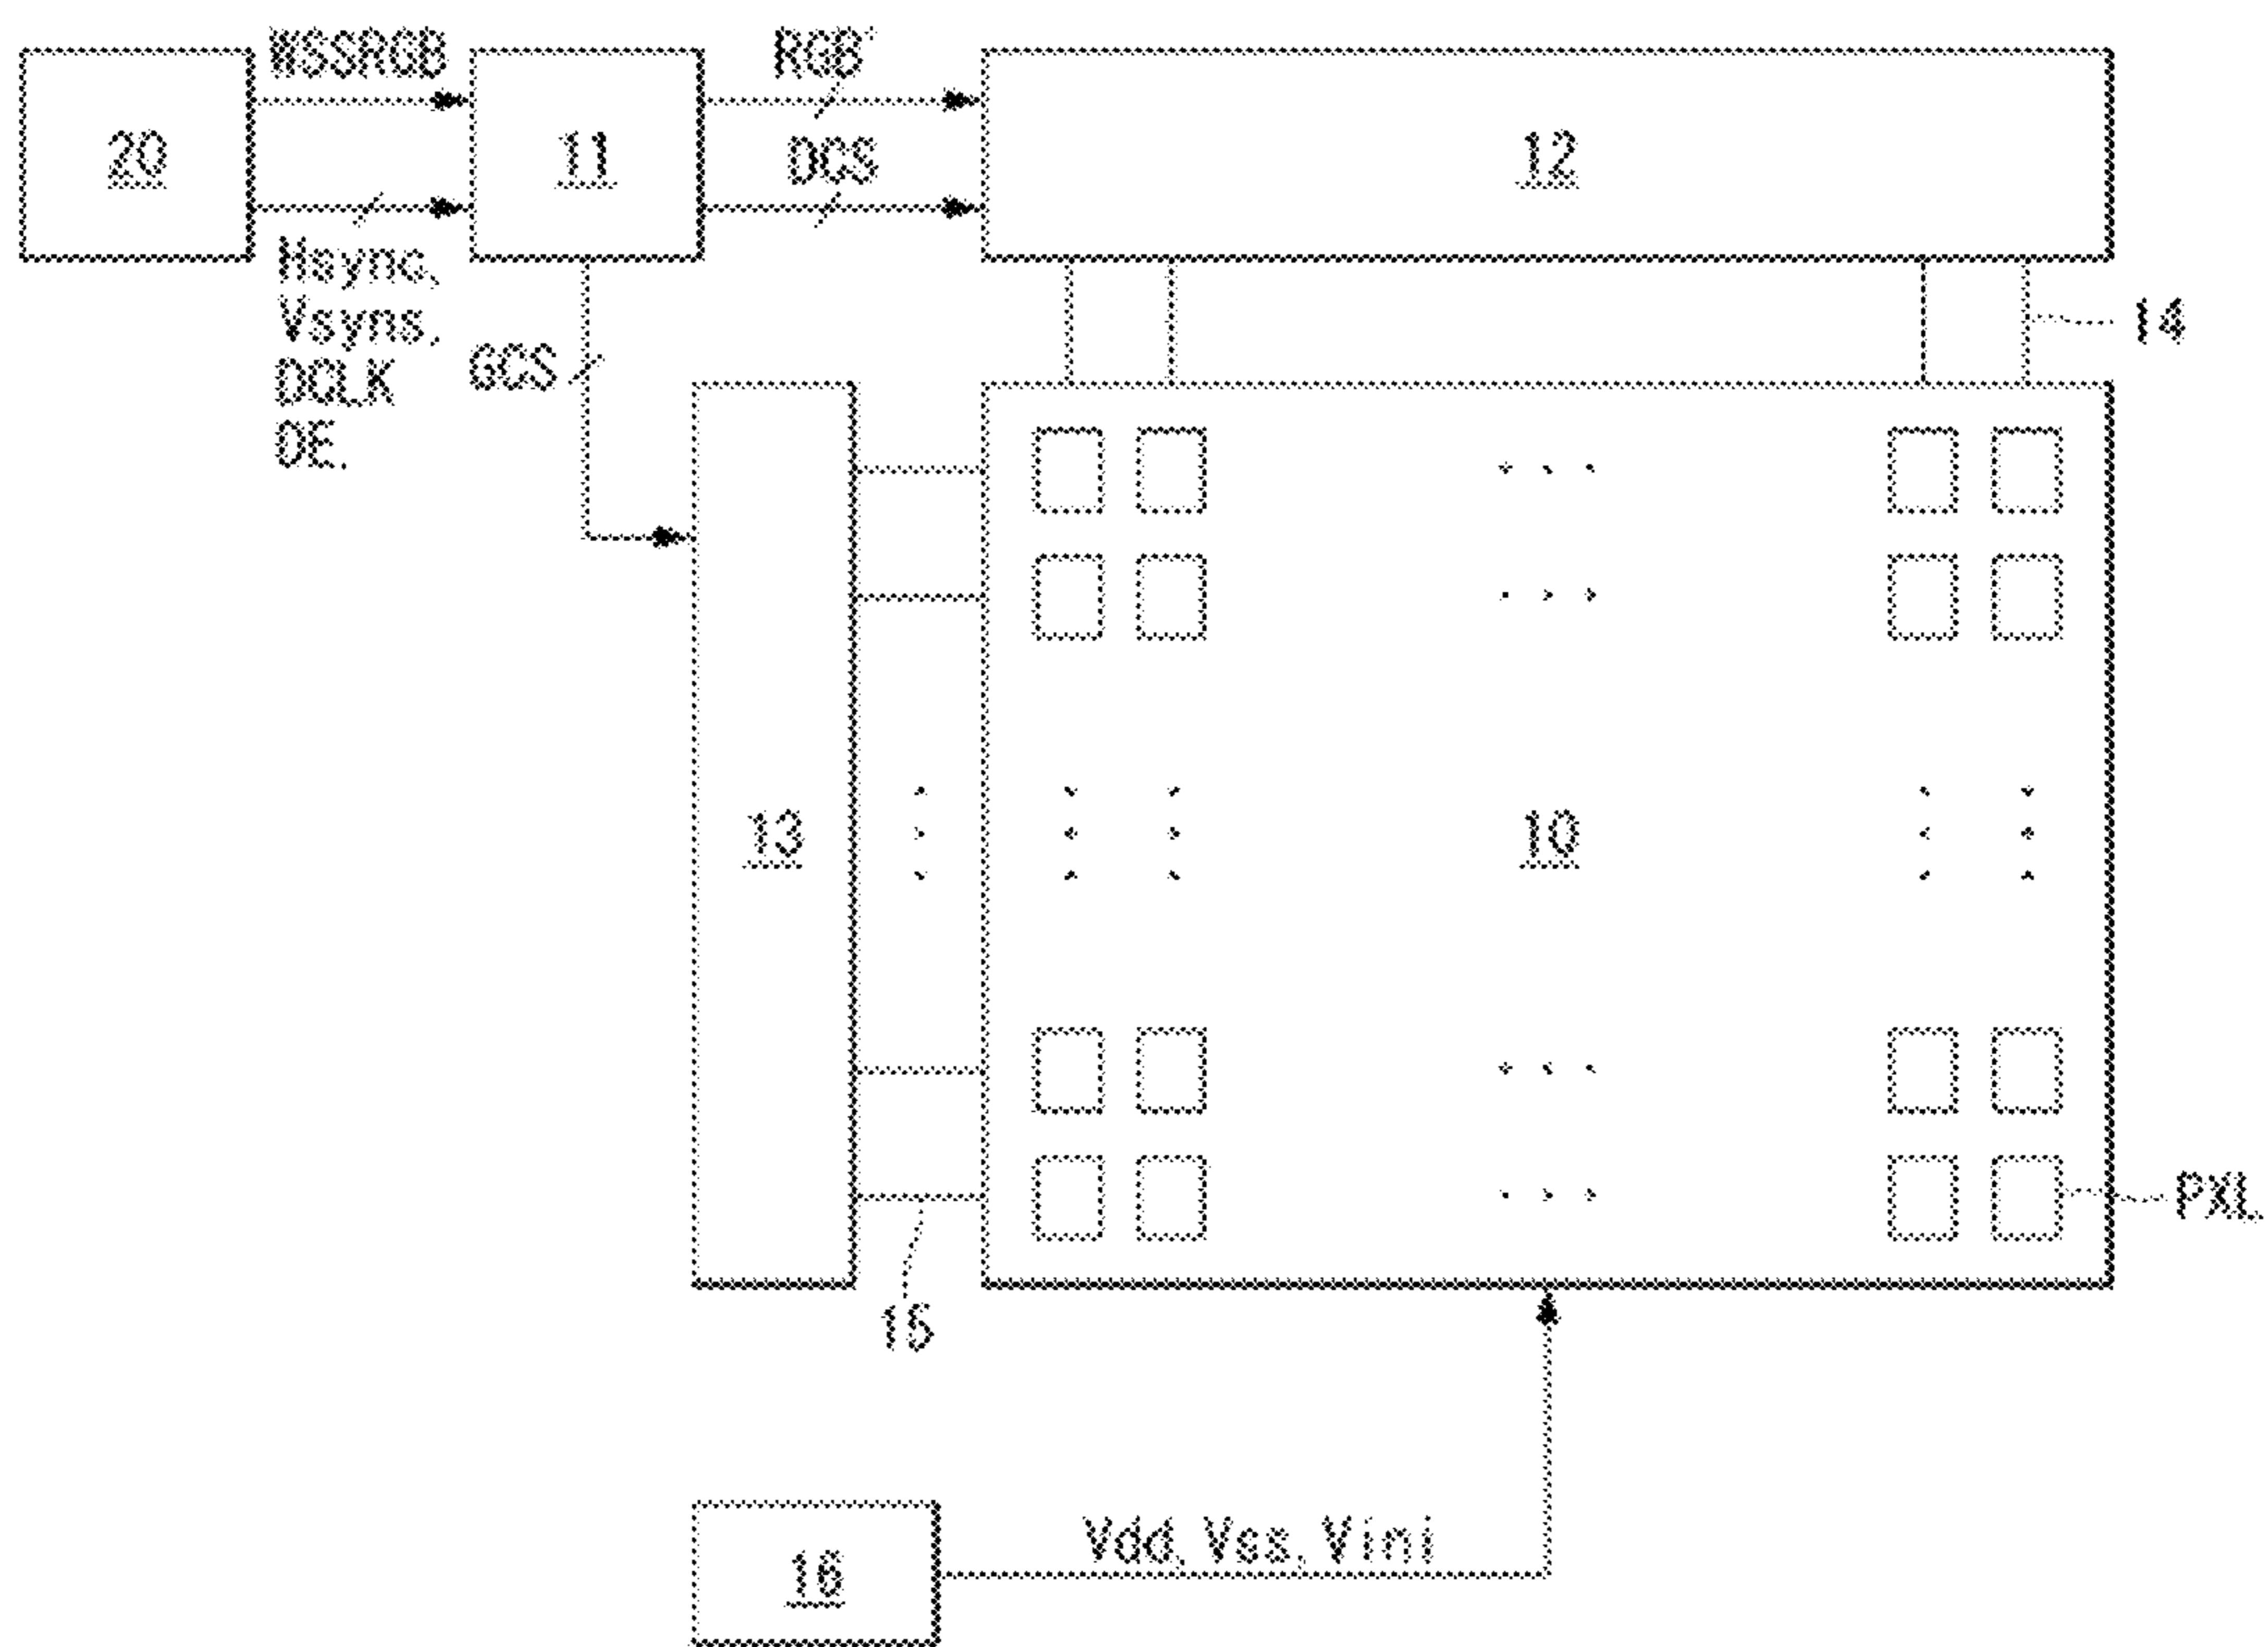 WSSRGB
RGB'
20
11
12
DCS
Hsync,
Vsyns,
DCLK
DE.
GCS
14
13
10
PXL
15
Vdd, Vgs, Vini
16